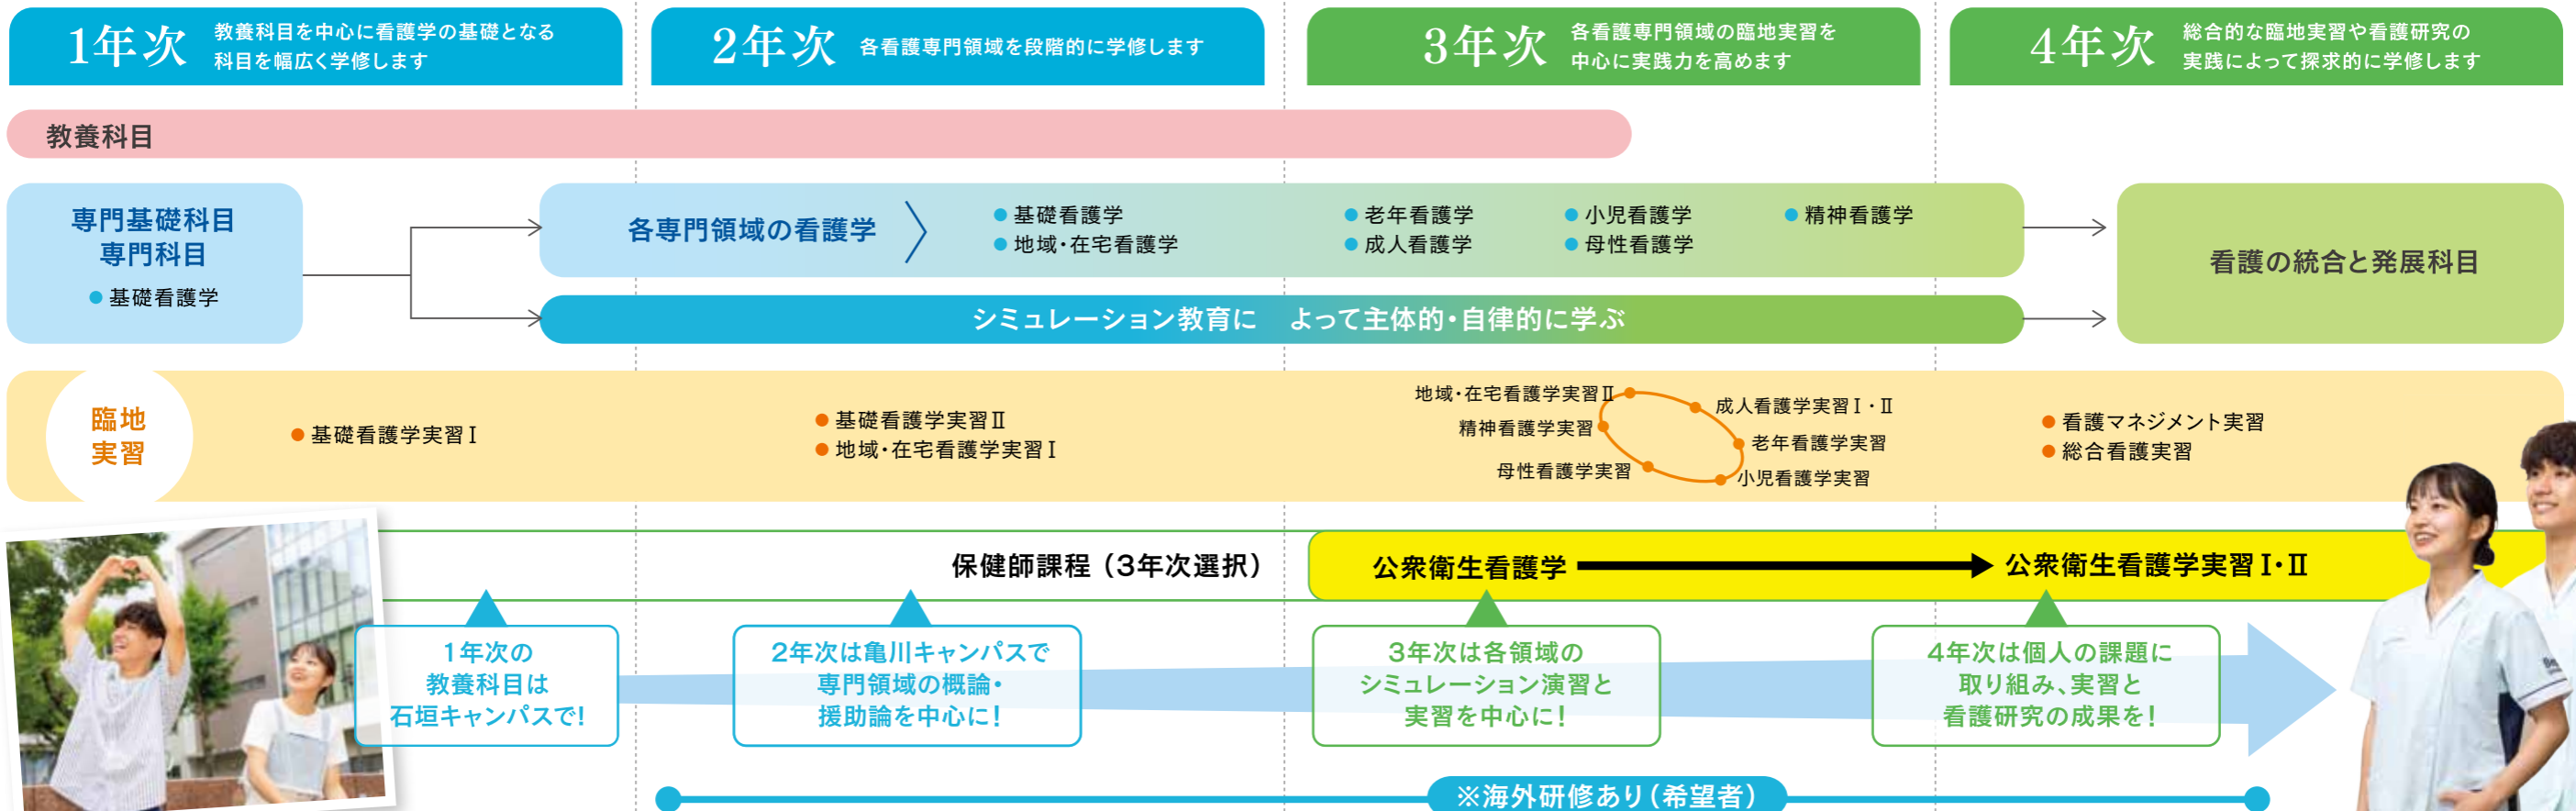 1年次
教養科目を中心に看護学の基礎となる
科目を幅広く学修します
2年次
各看護専門領域を段階的に学修します
3年次
各看護専門領域の臨地実習を
中心に実践力を高めます
4年次
総合的な臨地実習や看護研究の
実践によって探求的に学修します
教養科目
専門基礎科目
専門科目
●基礎看護学
各専門領域の看護学
●基礎看護学
●地域・在宅看護学
●老年看護学
●成人看護学
●小児看護学
●母性看護学
●精神看護学
シミュレーション教育に よって主体的・自律的に学ぶ
看護の統合と発展科目
臨地
実習
●基礎看護学実習Ⅰ
●基礎看護学実習Ⅱ
●地域・在宅看護学実習Ⅰ
地域・在宅看護学実習Ⅱ
成人看護学実習Ⅰ・Ⅱ
精神看護学実習
老年看護学実習
母性看護学実習
小児看護学実習
●看護マネジメント実習
●総合看護実習
保健師課程（3年次選択）
公衆衛生看護学
公衆衛生看護学実習Ⅰ・Ⅱ
1年次の
教養科目は
石垣キャンパスで！
2年次は亀川キャンパスで
専門領域の概論・
援助論を中心に！
3年次は各領域の
シミュレーション演習と
実習を中心に！
4年次は個人の課題に
取り組み、実習と
看護研究の成果を！
※海外研修あり（希望者）